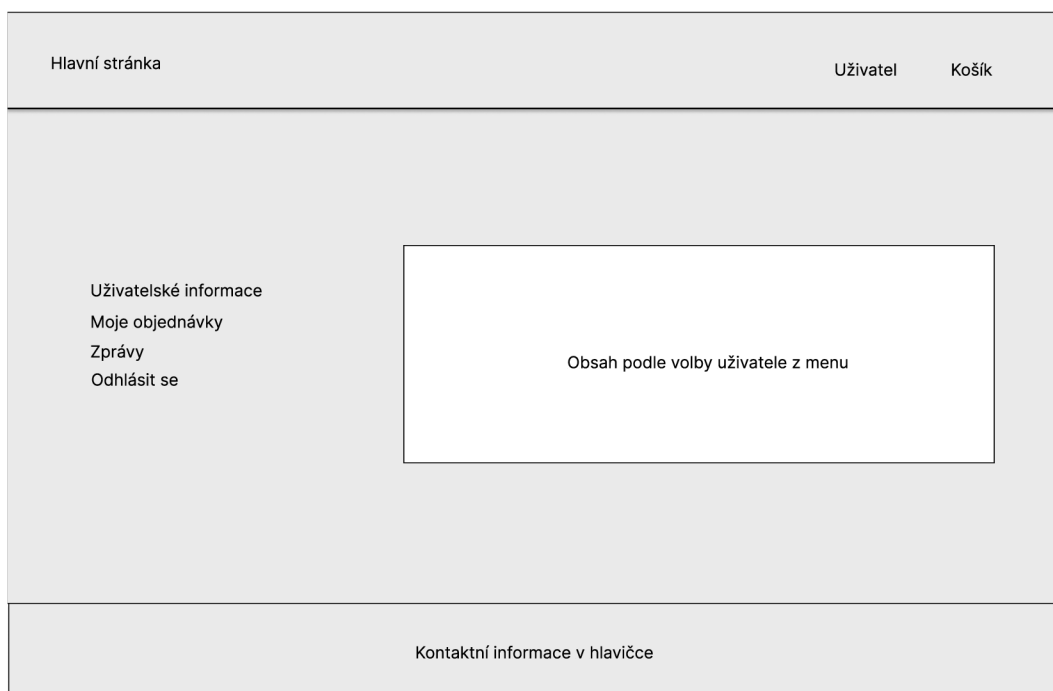 Hlavní stránka
Uživatel
Košík
Uživatelské informace
Moje objednávky
Zprávy
Odhlásit se
Obsah podle volby uživatele z menu
Kontaktní informace v hlavičce